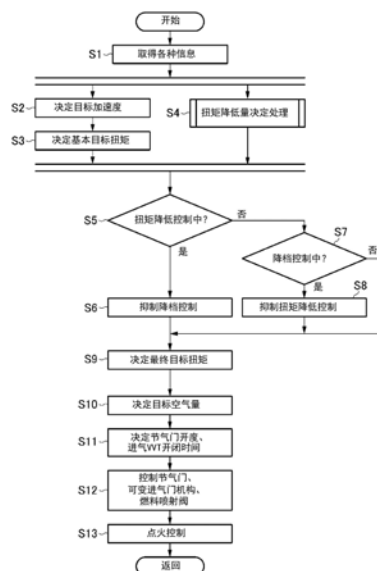 开始
S1
取得各种信息
S2
决定目标加速度
S4
扭矩降低量决定处理
S3
决定基本目标扭矩
S5
扭矩降低控制中?
否
是
S7
降档控制中?
否
是
S6
抑制降档控制
S8
抑制扭矩降低控制
S9
决定最终目标扭矩
S10
决定目标空气量
S11
决定节气门开度、
进气VVT开闭时间
S12
控制节气门、
可变进气门机构、
燃料喷射阀
S13
点火控制
返回